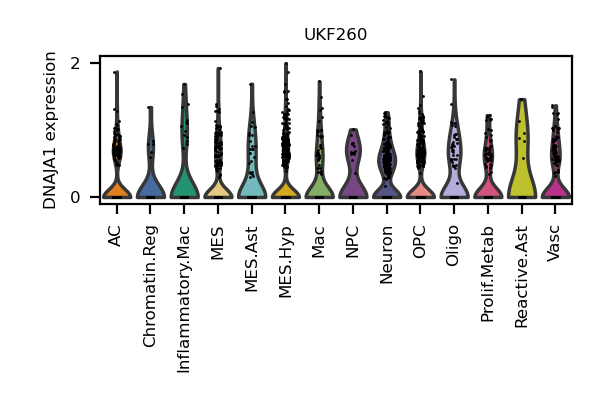 UKF260
DNAJA1 expression
2
0
AC
Chromatin.Reg
Inflammatory.Mac
MES
MES.Ast
MES.Hyp
Mac
NPC
Neuron
OPC
Oligo
Prolif.Metab
Reactive.Ast
Vasc